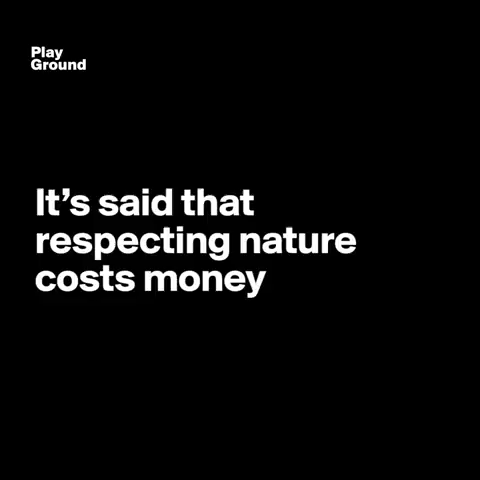 Play
Ground
It’s said that
respecting nature
costs money